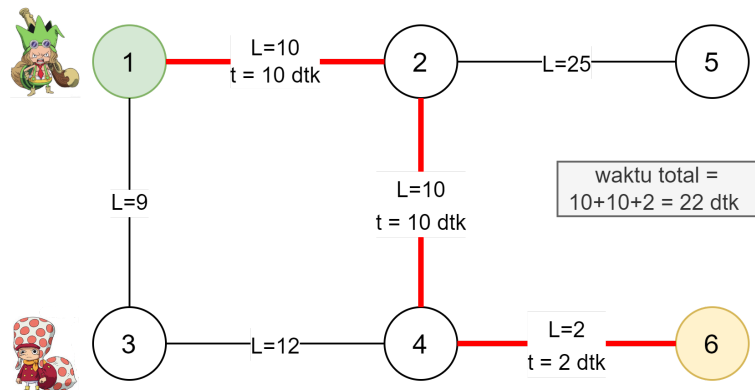 1
L=10
t = 10 dtk
2
L=25
5
L=9
L=10
t = 10 dtk
waktu total =
10+10+2 = 22 dtk
3
L=12
4
L=2
t = 2 dtk
6